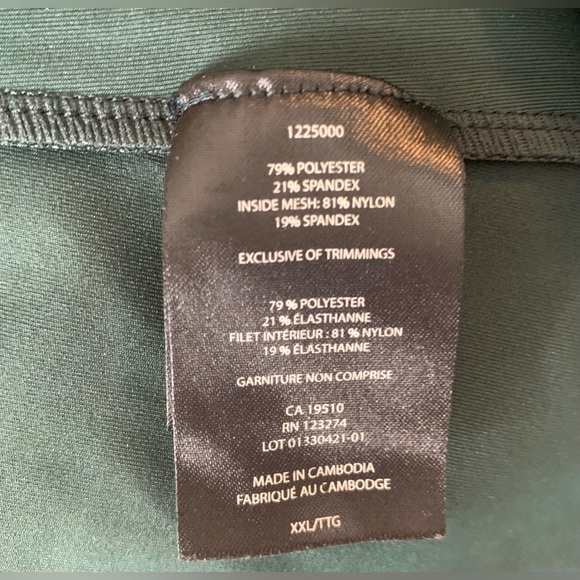 1225000
79% POLYESTER
21% SPANDEX
INSIDE MESH: 81% NYLON
19% SPANDEX
EXCLUSIVE OF TRIMMINGS
79 % POLYESTER
21 % ÉLASTHANNE
FILET INTÉRIEUR : 81 % NYLON
19 % ÉLASTHANNE
GARNITURE NON COMPRISE
CA 19510
RN 123274
LOT 01330421-01
MADE IN CAMBODIA
FABRIQUÉ AU CAMBODGE
XXL/TTG